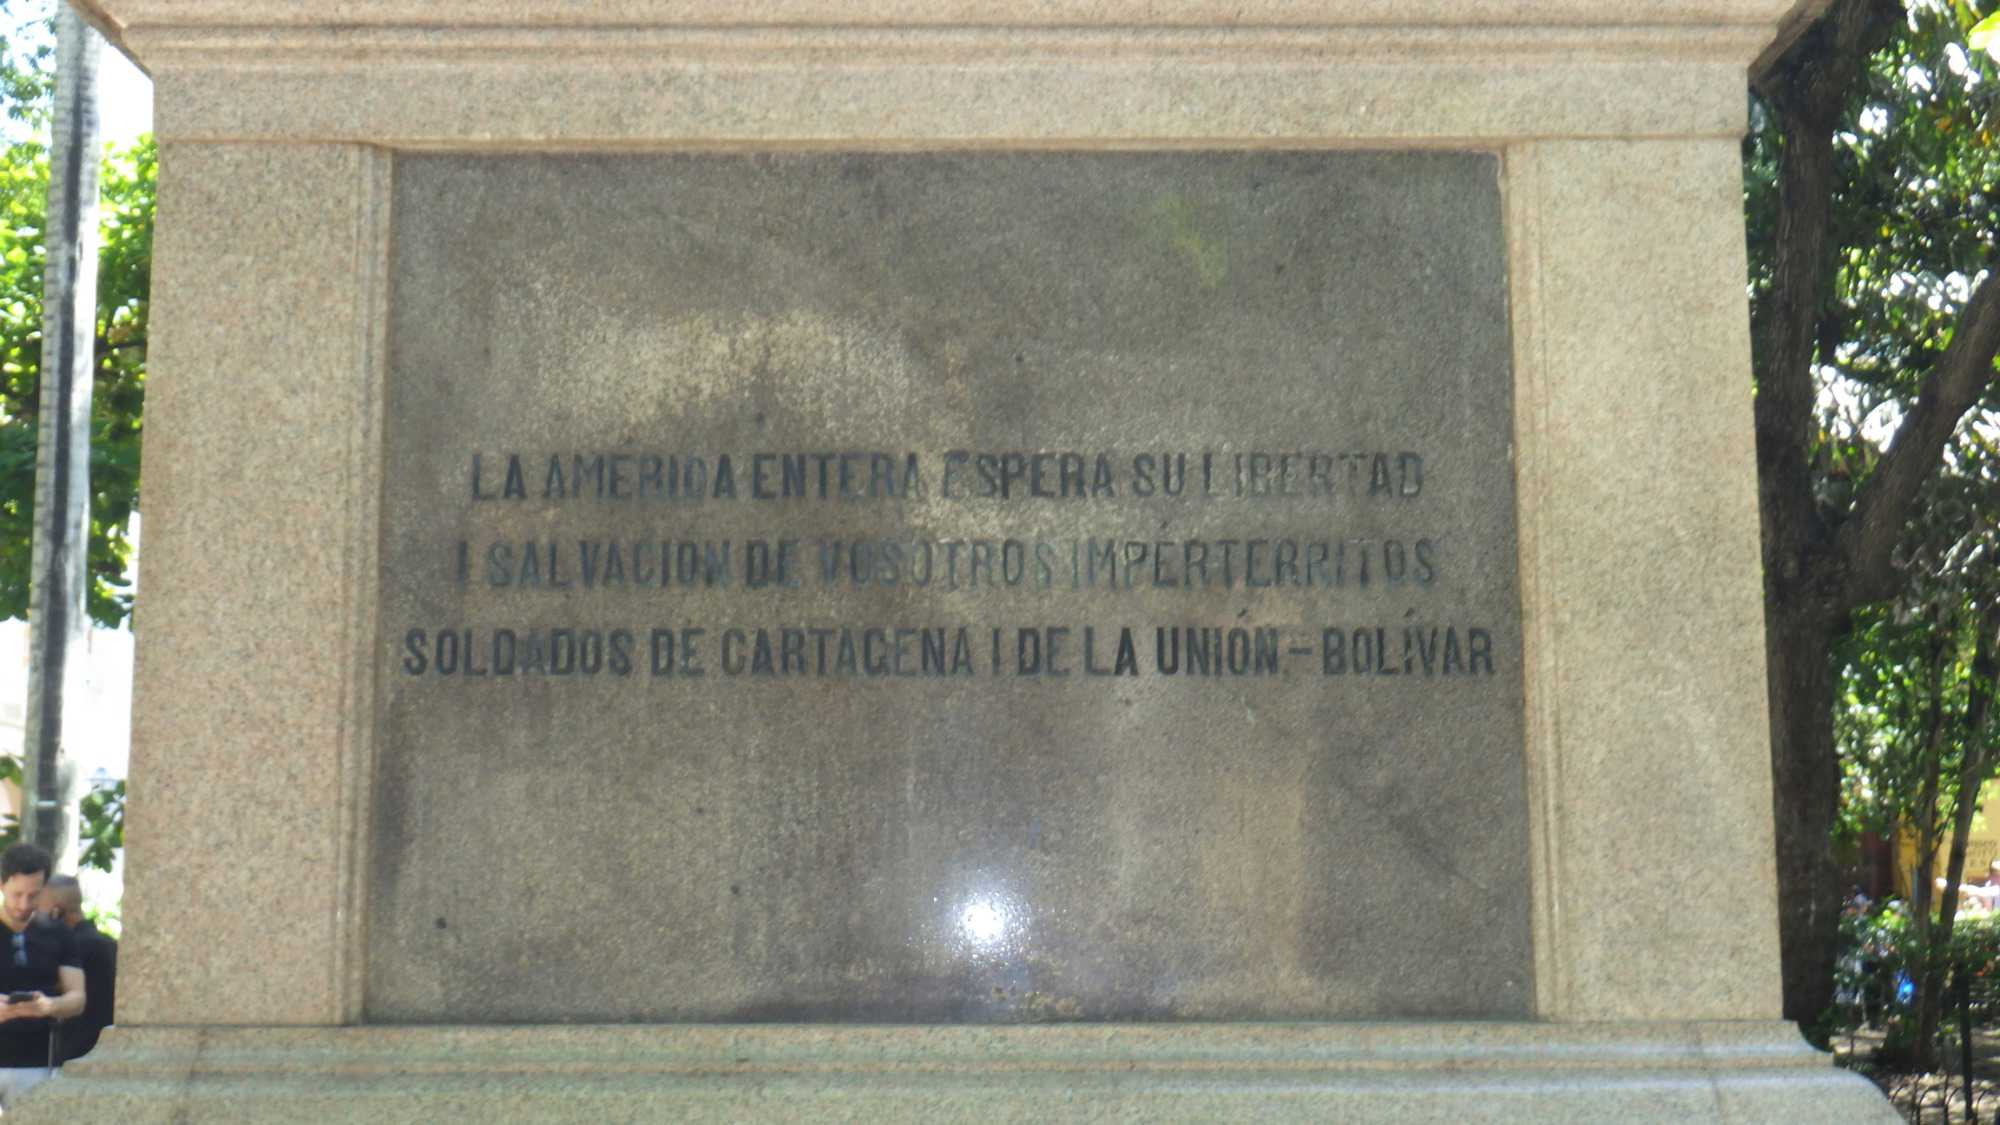 LA AMERICA ENTERA ESPERA SU LIBERTAD
I SALVACION DE VOSOTROS IMPERTERRITOS
SOLDADOS DE CARTAGENA I DE LA UNIÓN.-BOLÍVAR